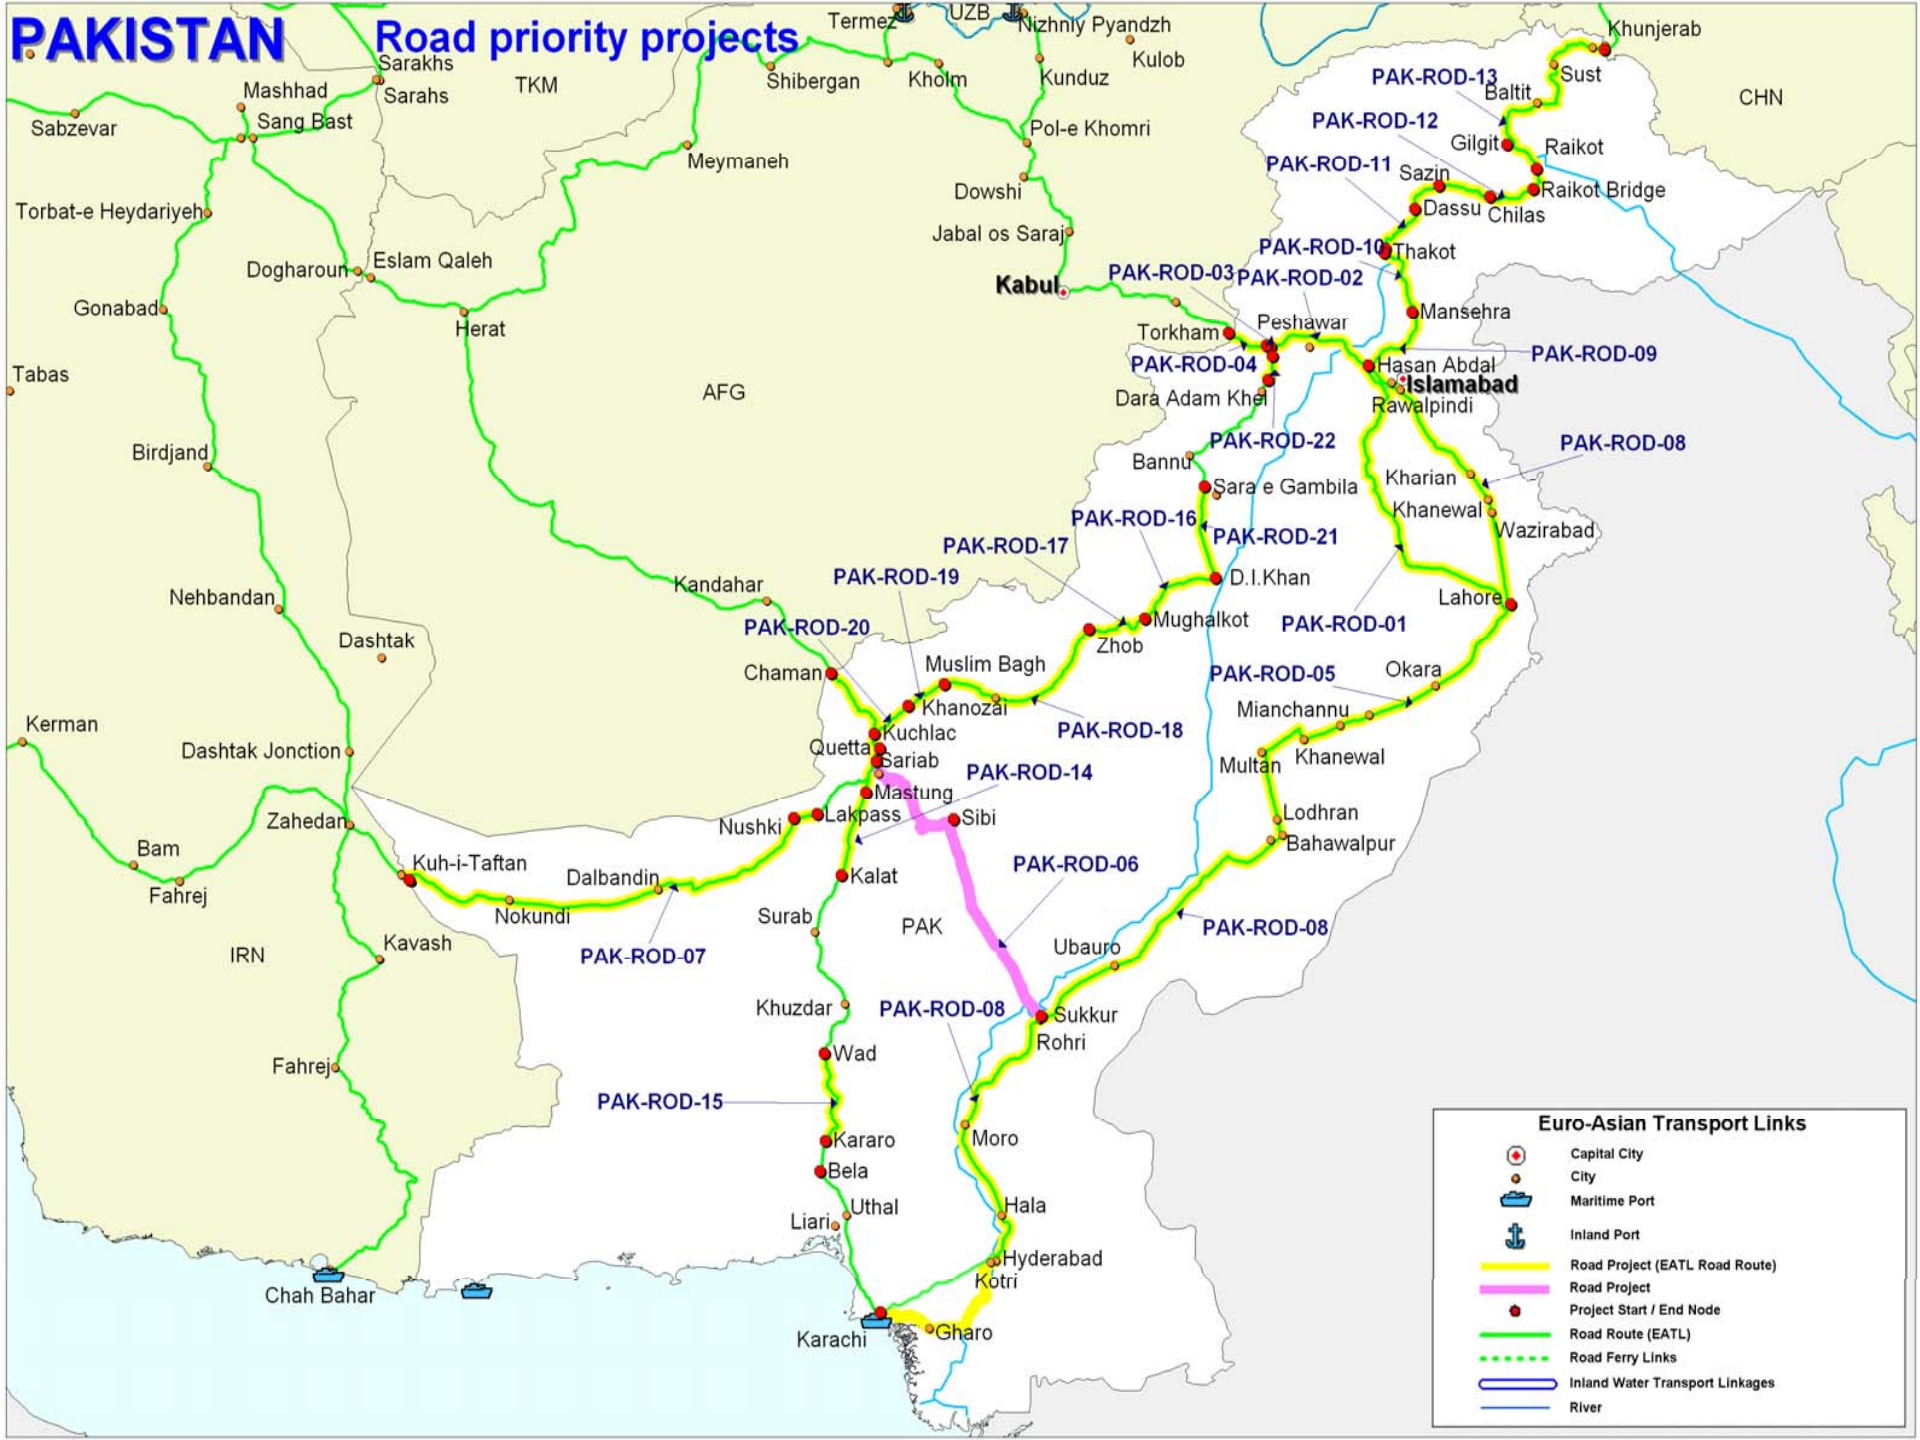 PAKISTAN
Road priority projects
Termez
UZB
Nizhniy Pyandzh
Khunjerab
Sarakhs
Sarahs
TKM
Shibergan
Kholm
Kunduz
Kulob
PAK-ROD-13
Sust
Baltit
CHN
Mashhad
Sang Bast
Sabzevar
Meymaneh
Pol-e Khomri
PAK-ROD-12
Gilgit
Raikot
PAK-ROD-11
Sazin
Raikot Bridge
Dowshi
Dassu
Chilas
Torbat-e Heydariyeh
Jabal os Saraj
PAK-ROD-10
Thakot
Dogharoun
Eslam Qaleh
Kabul
PAK-ROD-03
PAK-ROD-02
Gonabad
Herat
Torkham
Peshawar
Mansehra
PAK-ROD-09
PAK-ROD-04
Hasan Abdal
Islamabad
Tabas
AFG
Dara Adam Khel
Rawalpindi
PAK-ROD-22
PAK-ROD-08
Birdjand
Bannu
Kharian
Sara e Gambila
Khanewal
PAK-ROD-16
PAK-ROD-21
Wazirabad
PAK-ROD-17
PAK-ROD-19
Kandahar
D.I.Khan
Nehbandan
Lahore
PAK-ROD-20
Mughalkot
PAK-ROD-01
Dashtak
Zhob
Chaman
Muslim Bagh
PAK-ROD-05
Okara
Khanozai
Mianchannu
Kerman
PAK-ROD-18
Dashtak Jonction
Kuchlac
Quetta
Sariab
Multan
Khanewal
PAK-ROD-14
Mastung
Zahedan
Nushki
Lakpass
Sibi
Lodhran
Bahawalpur
Bam
Kuh-i-Taftan
PAK-ROD-06
Dalbandin
Kalat
Fahrej
Nokundi
Surab
PAK
PAK-ROD-08
Kavash
IRN
PAK-ROD-07
Ubauro
Khuzdar
PAK-ROD-08
Sukkur
Rohri
Wad
Fahrej
PAK-ROD-15
Kararo
Moro
Bela
Uthal
Liari
Hala
Hyderabad
Kotri
Chah Bahar
Karachi
Gharo
Euro-Asian Transport Links
Capital City
City
Maritime Port
Inland Port
Road Project (EATL Road Route)
Road Project
Project Start / End Node
Road Route (EATL)
Road Ferry Links
Inland Water Transport Linkages
River